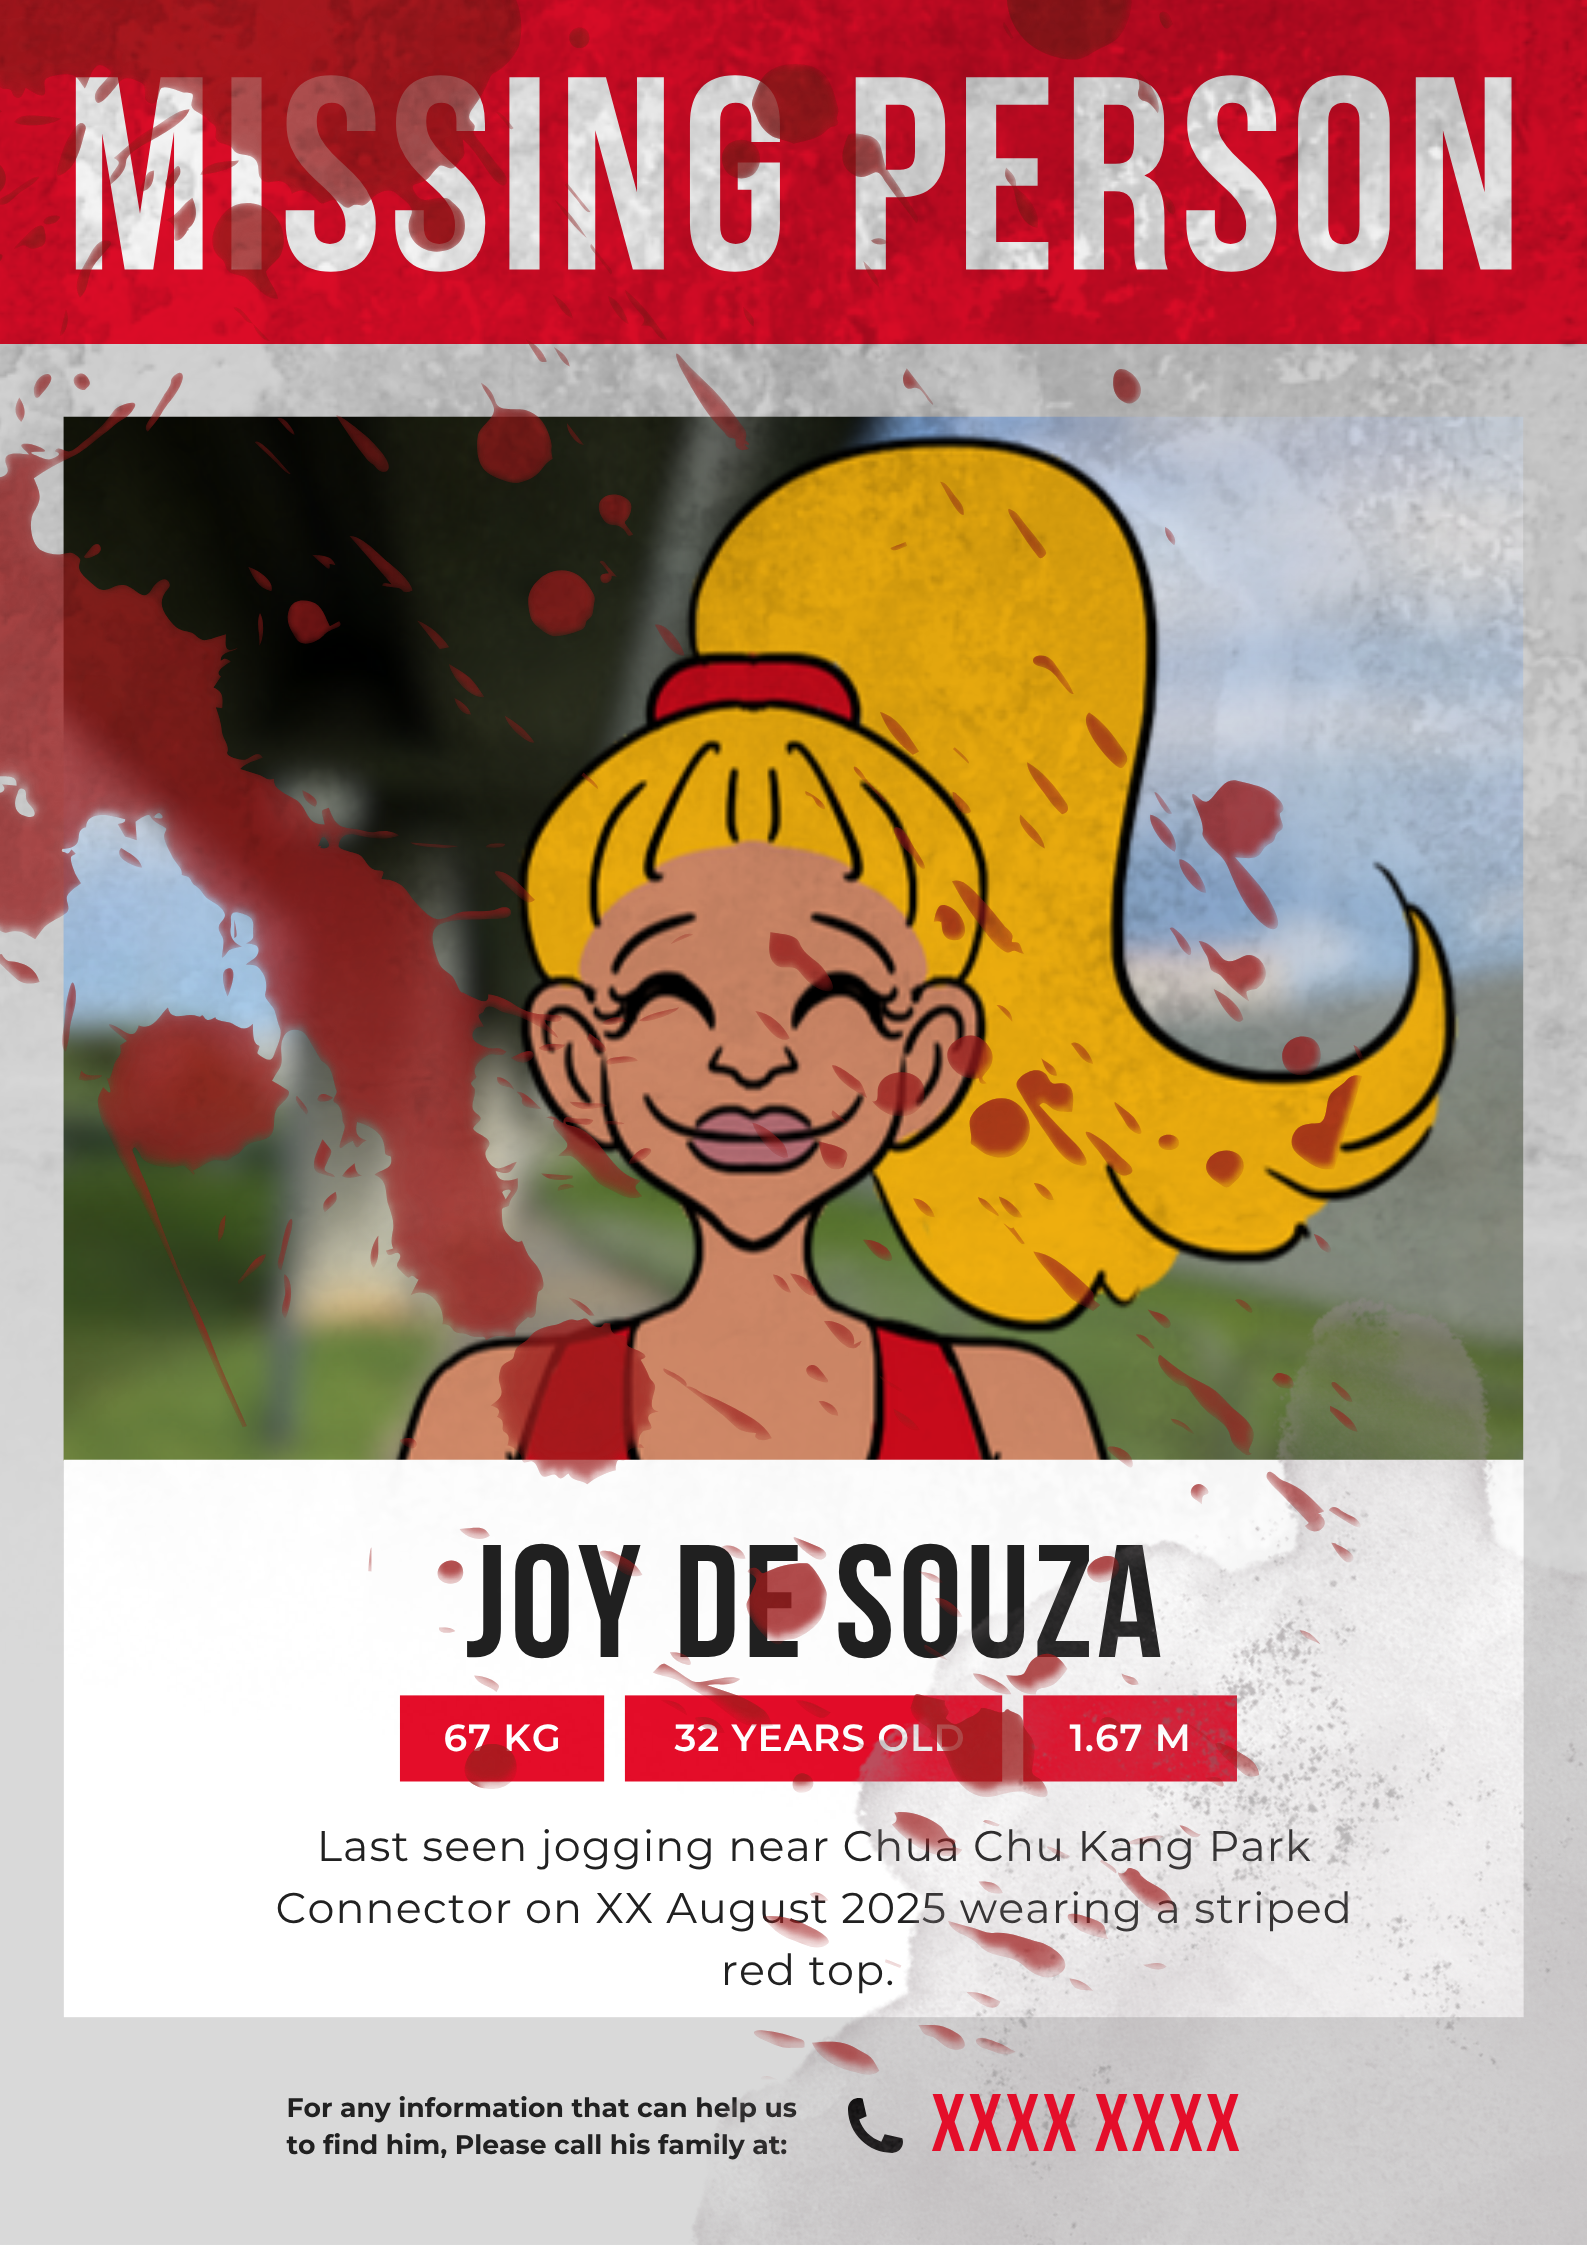 MISSING PERSON
JOY DE SOUZA
67 KG
32 YEARS OLD
1.67 M
Last seen jogging near Chua Chu Kang Park
Connector on XX August 2025 wearing a striped
red top.
For any information that can help us
to find him, Please call his family at:
XXXX XXXX